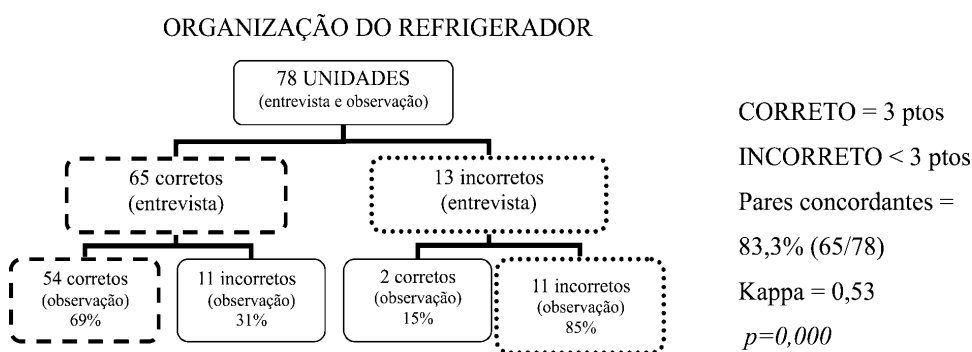 ORGANIZAÇÃO DO REFRIGERADOR
78 UNIDADES
(entrevista e observação)
65 corretos
(entrevista)
13 incorretos
(entrevista)
54 corretos
(observação)
69%
11 incorretos
(observação)
31%
2 corretos
(observação)
15%
11 incorretos
(observação)
85%
CORRETO = 3 ptos
INCORRETO < 3 ptos
Pares concordantes =
83,3% (65/78)
Kappa = 0,53
p=0,000